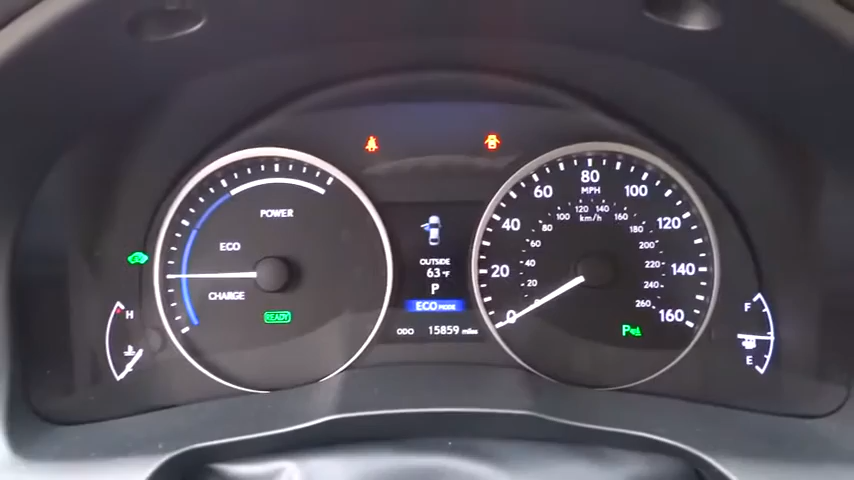 POWER
ECO
CHARGE
READY
H
OUTSIDE
63°F
P
ECO MODE
ODO 15859 miles
0
20
40
60
80
100
120
140
160
MPH
km/h
20
40
60
80
100
120
140
160
180
200
220
240
260
P
F
E